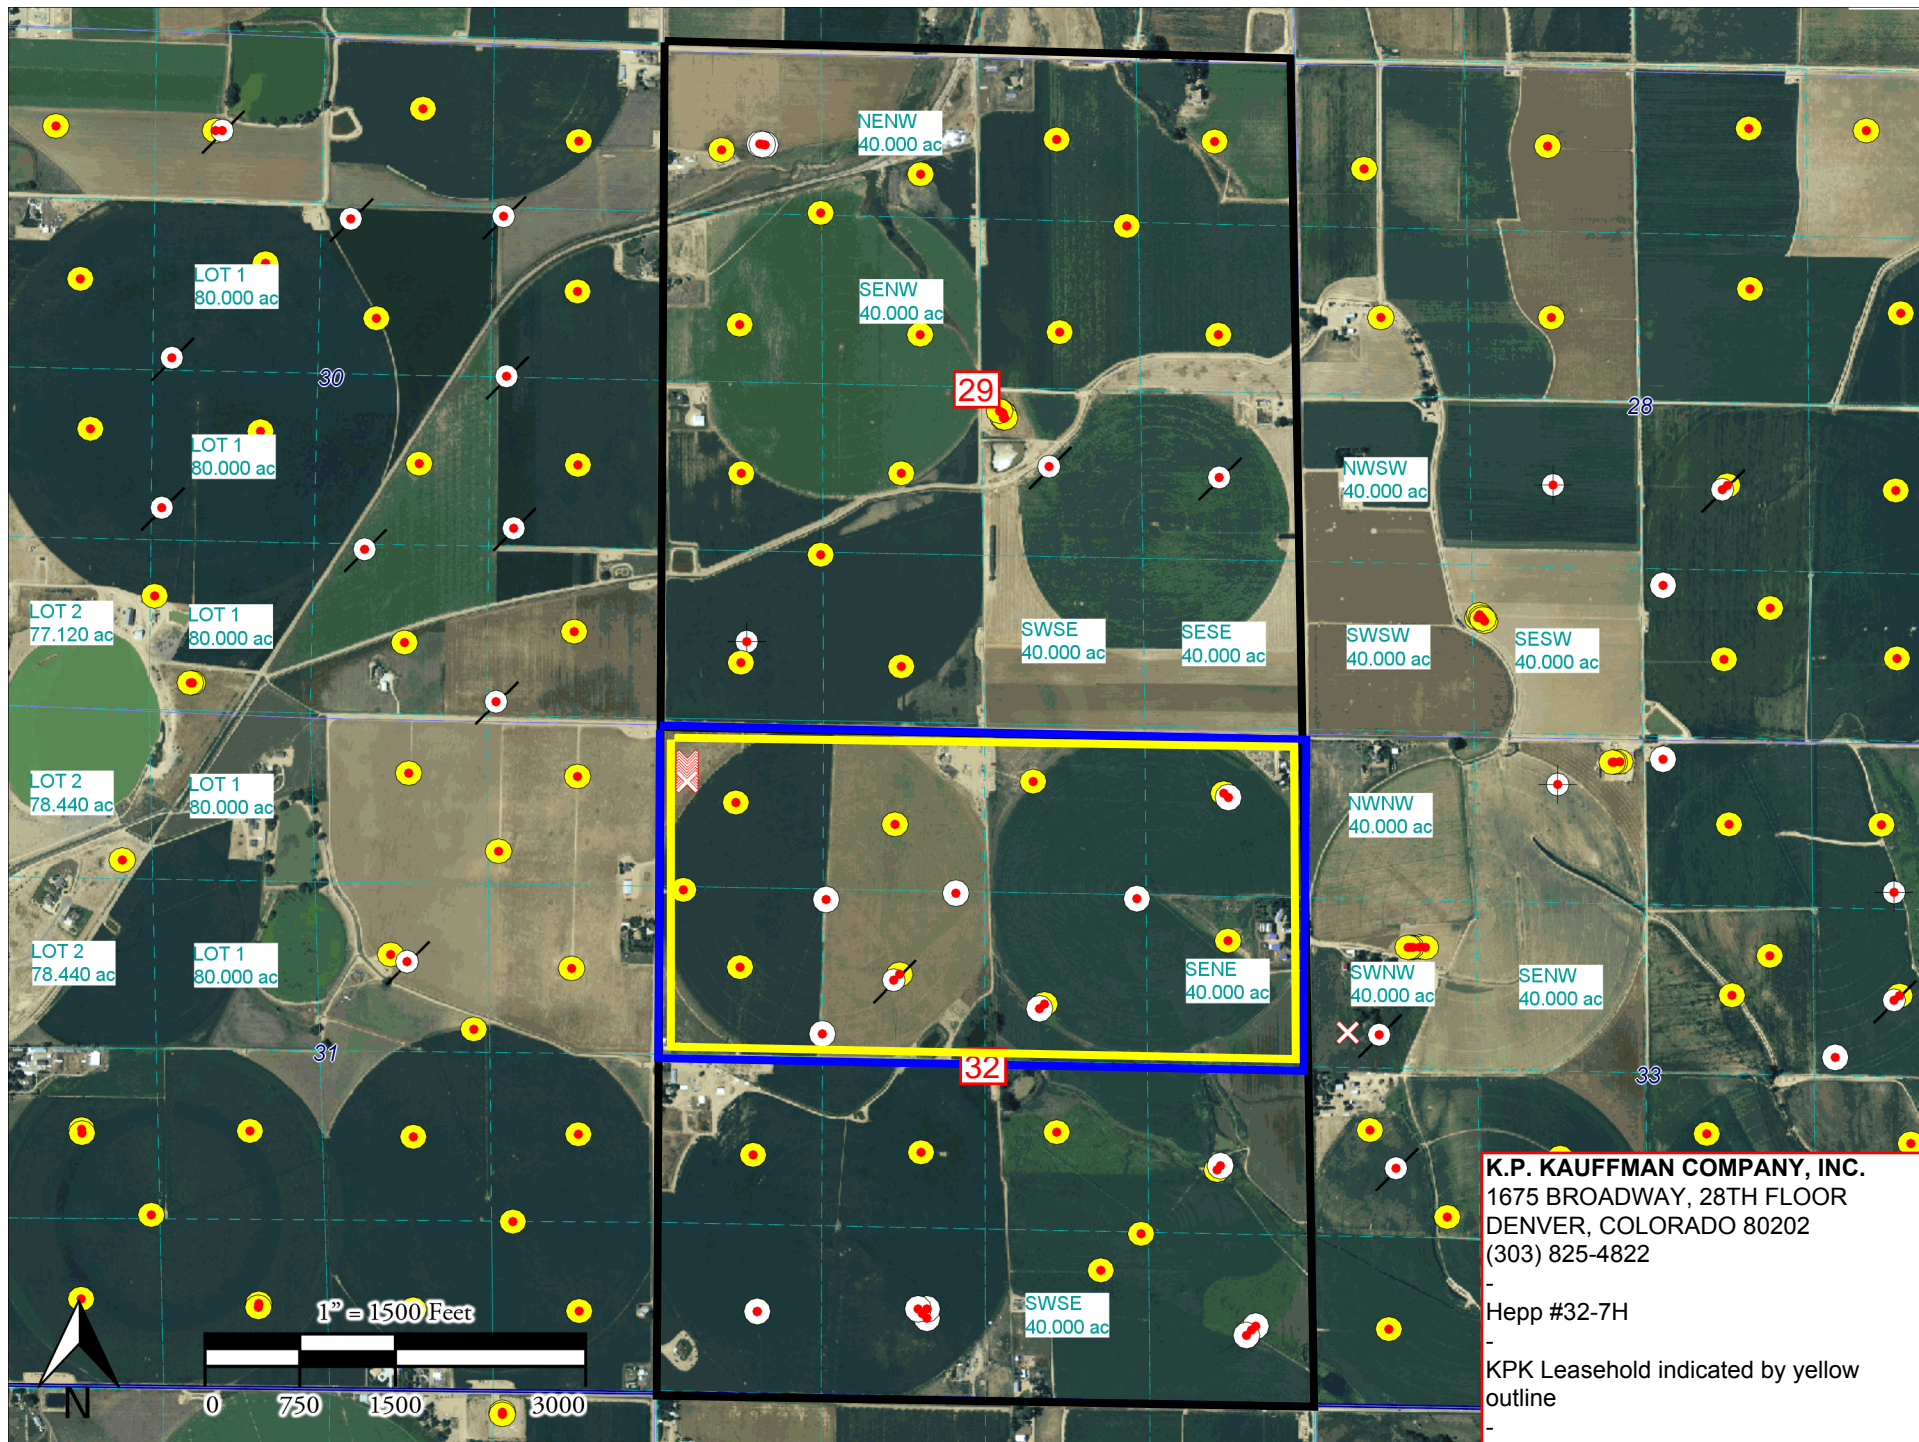 NENW
40.000 ac
LOT 1
80.000 ac
SENW
40.000 ac
30
29
28
LOT 1
80.000 ac
NWSW
40.000 ac
LOT 2
77.120 ac
LOT 1
80.000 ac
SWSE
40.000 ac
SESE
40.000 ac
SWSW
40.000 ac
SESW
40.000 ac
LOT 2
78.440 ac
LOT 1
80.000 ac
NWNW
40.000 ac
LOT 2
78.440 ac
LOT 1
80.000 ac
SENE
40.000 ac
SWNW
40.000 ac
SENW
40.000 ac
31
32
33
SWSE
40.000 ac
1” = 1500 Feet
0 750 1500 3000
N
K.P. KAUFFMAN COMPANY, INC.
1675 BROADWAY, 28TH FLOOR
DENVER, COLORADO 80202
(303) 825-4822
-
Hepp #32-7H
-
KPK Leasehold indicated by yellow
outline
-